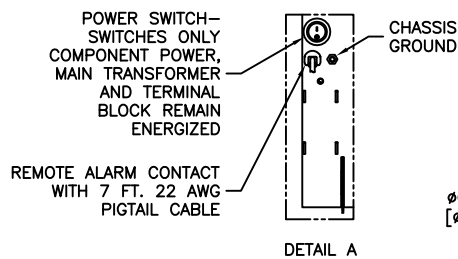 POWER SWITCH–
SWITCHES ONLY
COMPONENT POWER,
MAIN TRANSFORMER
AND TERMINAL
BLOCK REMAIN
ENERGIZED
CHASSIS
GROUND
REMOTE ALARM CONTACT
WITH 7 FT. 22 AWG
PIGTAIL CABLE
DETAIL A